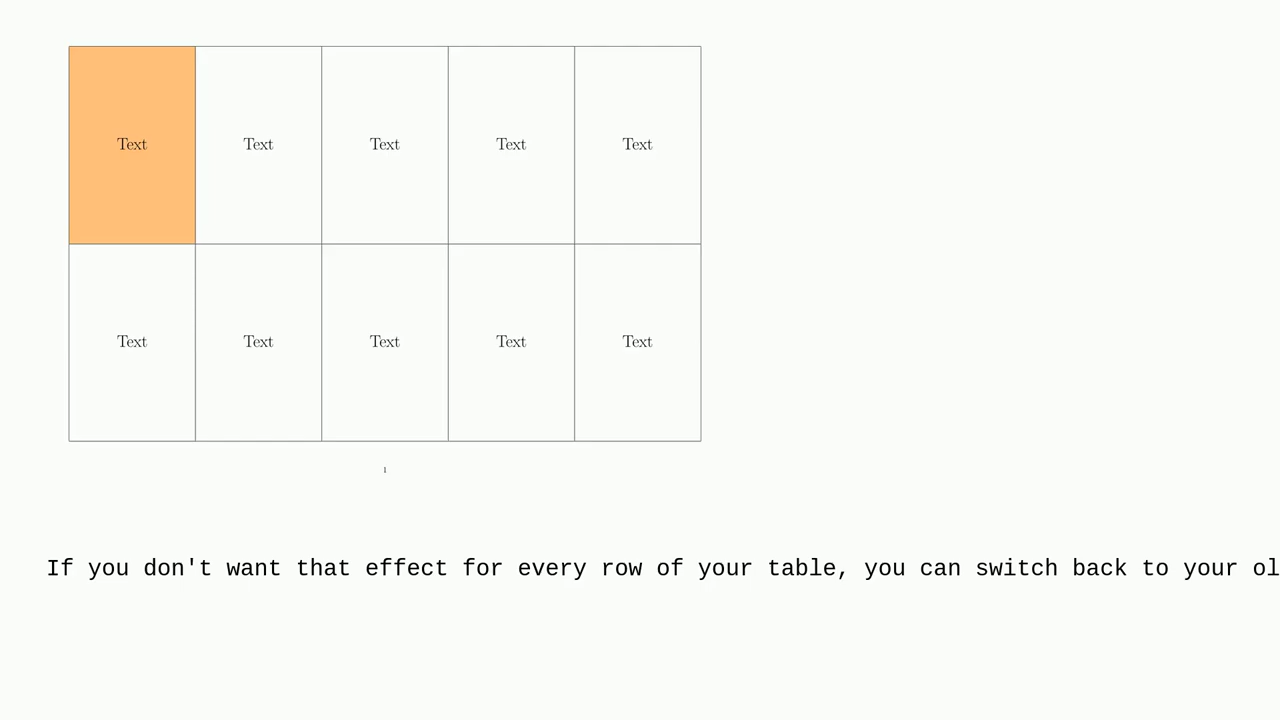 Text Text Text Text Text
Text Text Text Text Text
1
If you don't want that effect for every row of your table, you can switch back to your ol